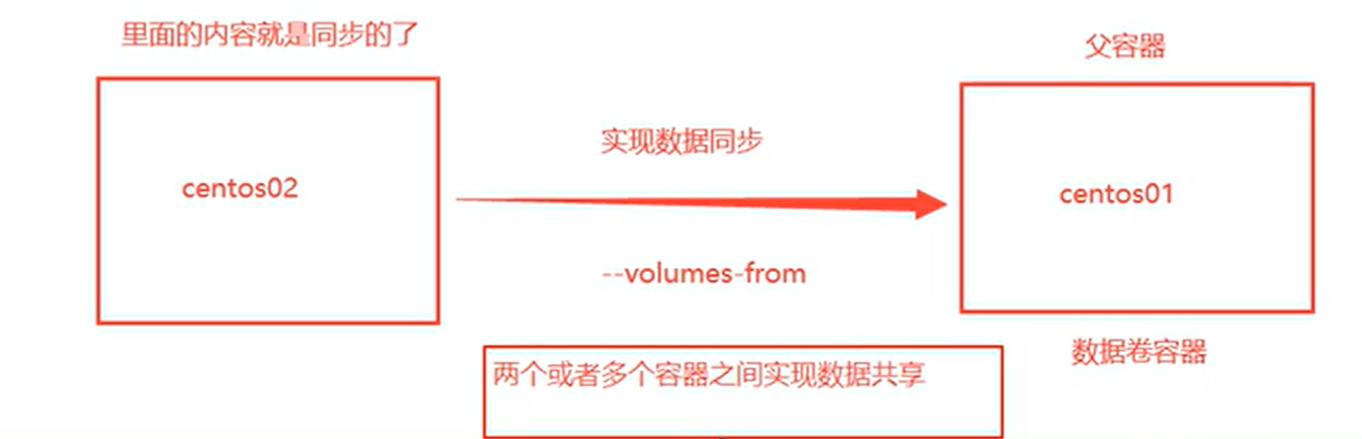 里面的内容就是同步的了
父容器
实现数据同步
centos02
centos01
--volumes-from
数据卷容器
两个或者多个容器之间实现数据共享